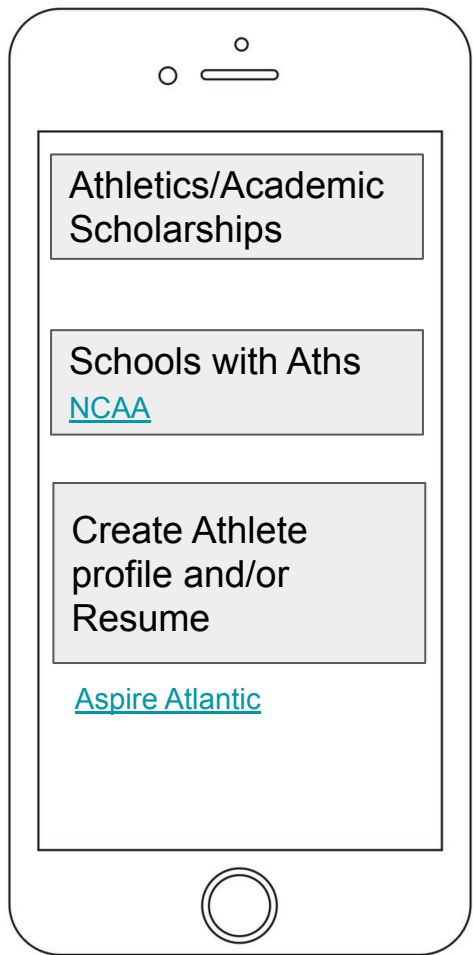 Athletics/Academic
Scholarships
Schools with Aths
NCAA
Create Athlete
profile and/or
Resume
Aspire Atlantic